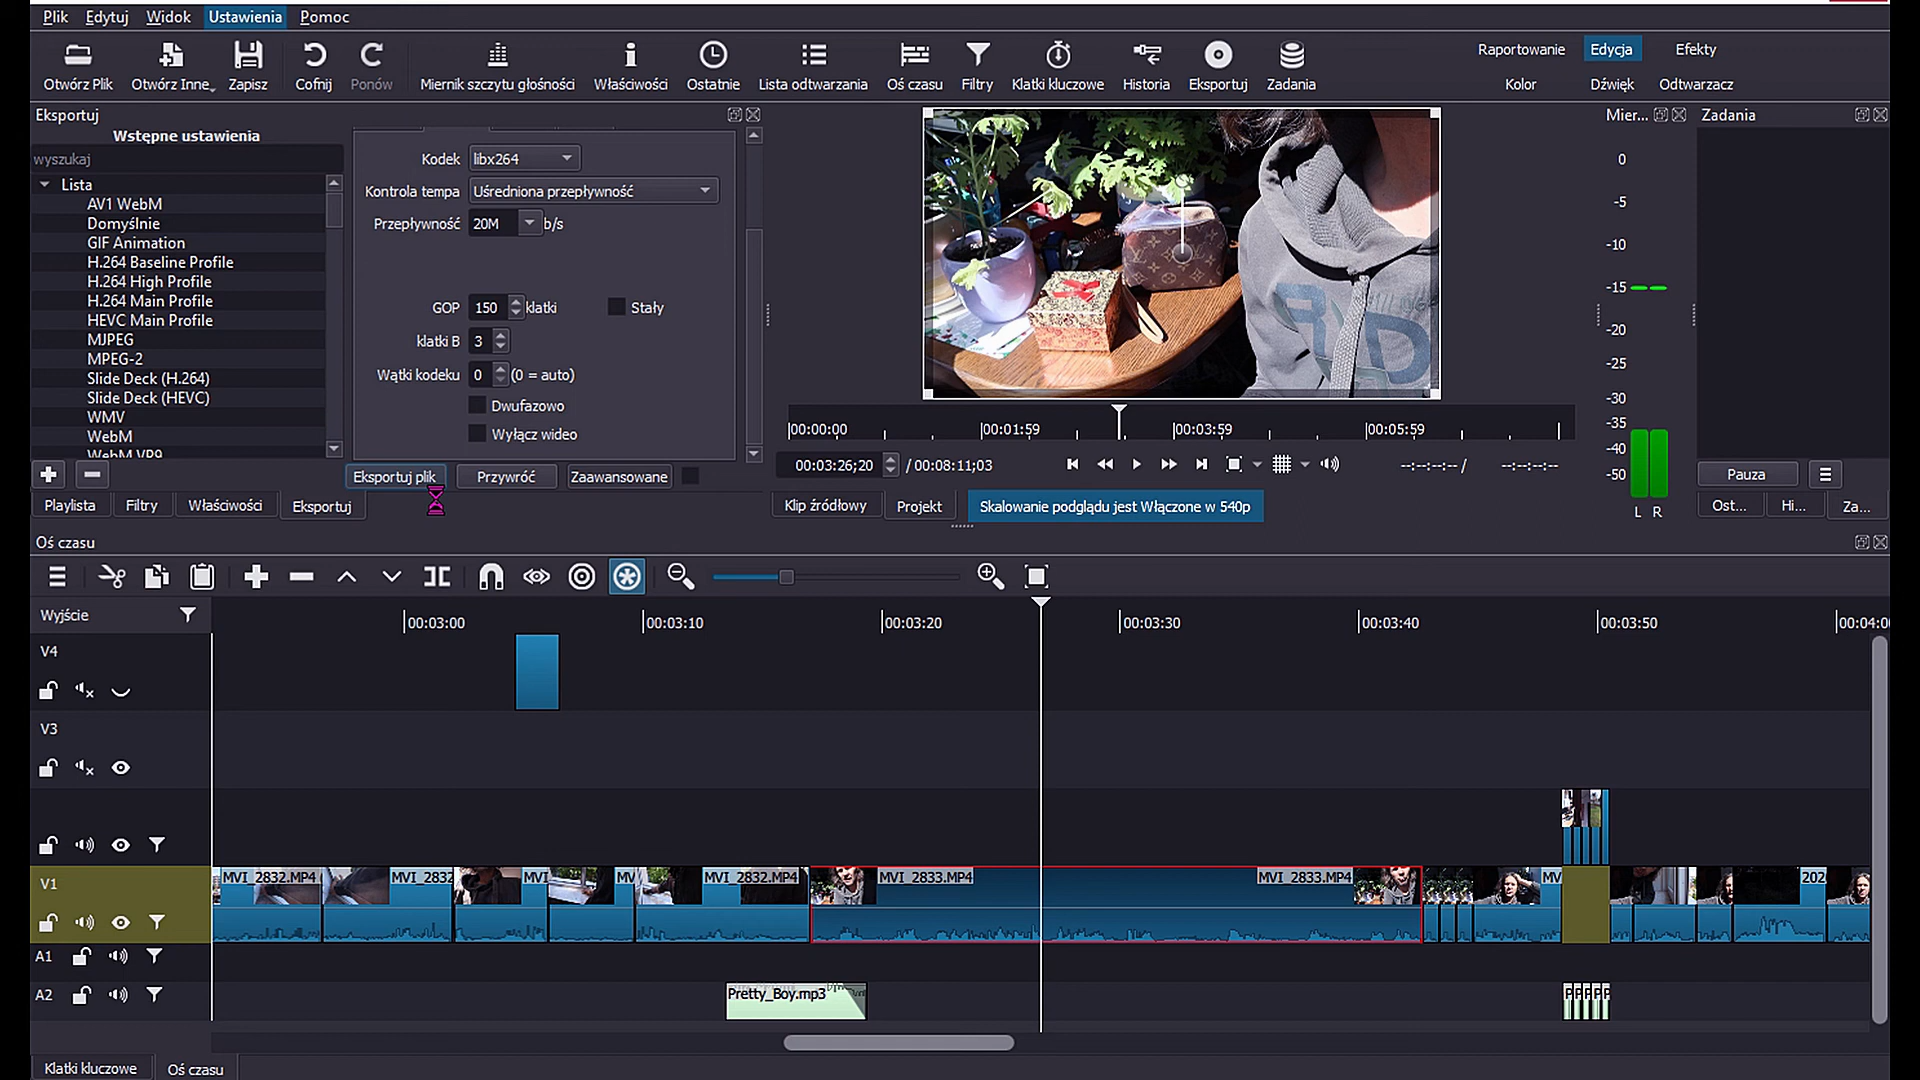 Plik Edytuj Widok Ustawienia Pomoc
Otwórz Plik Otwórz Inne Zapisz Cofnij Ponów Miernik szczytu głośności Właściwości Ostatnie Lista odtwarzania Oś czasu Filtry Klatki kluczowe Historia Eksportuj Zadania
Raportowanie Edycja Efekty
Kolor Dźwięk Odtwarzacz
Eksportuj
Wstępne ustawienia
wyszukaj
Lista
AV1 WebM
Domyślnie
GIF Animation
H.264 Baseline Profile
H.264 High Profile
H.264 Main Profile
HEVC Main Profile
MJPEG
MPEG-2
Slide Deck (H.264)
Slide Deck (HEVC)
WMV
WebM
WebM VP9
Kodek libx264
Kontrola tempa Uśredniona przepływność
Przepływność 20M b/s
GOP 150 klatki Stały
klatki B 3
Wątki kodeku 0 (0 = auto)
Dwufazowo
Wyłącz wideo
Eksportuj plik Przywróć Zaawansowane
Playlista Filtry Właściwości Eksportuj
00:00:00 00:01:59 00:03:59 00:05:59
00:03:26;20 / 00:08:11;03 --:--:--:-- / --:--:--:--
Klip źródłowy Projekt Skalowanie podglądu jest Włączone w 540p
Mier...
0
-5
-10
-15
-20
-25
-30
-35
-40
-50
L R
Zadania
Pauza
Ost... Hi... Za...
Oś czasu
Wyjście
00:03:00 00:03:10 00:03:20 00:03:30 00:03:40 00:03:50 00:04:0
V4
V3
V1
MVI_2832.MP4 MVI_2832 MVI MV MVI_2832.MP4 MVI_2833.MP4 MVI_2833.MP4 MV 202
A1
A2
Pretty_Boy.mp3 P P P P P
Klatki kluczowe Oś czasu